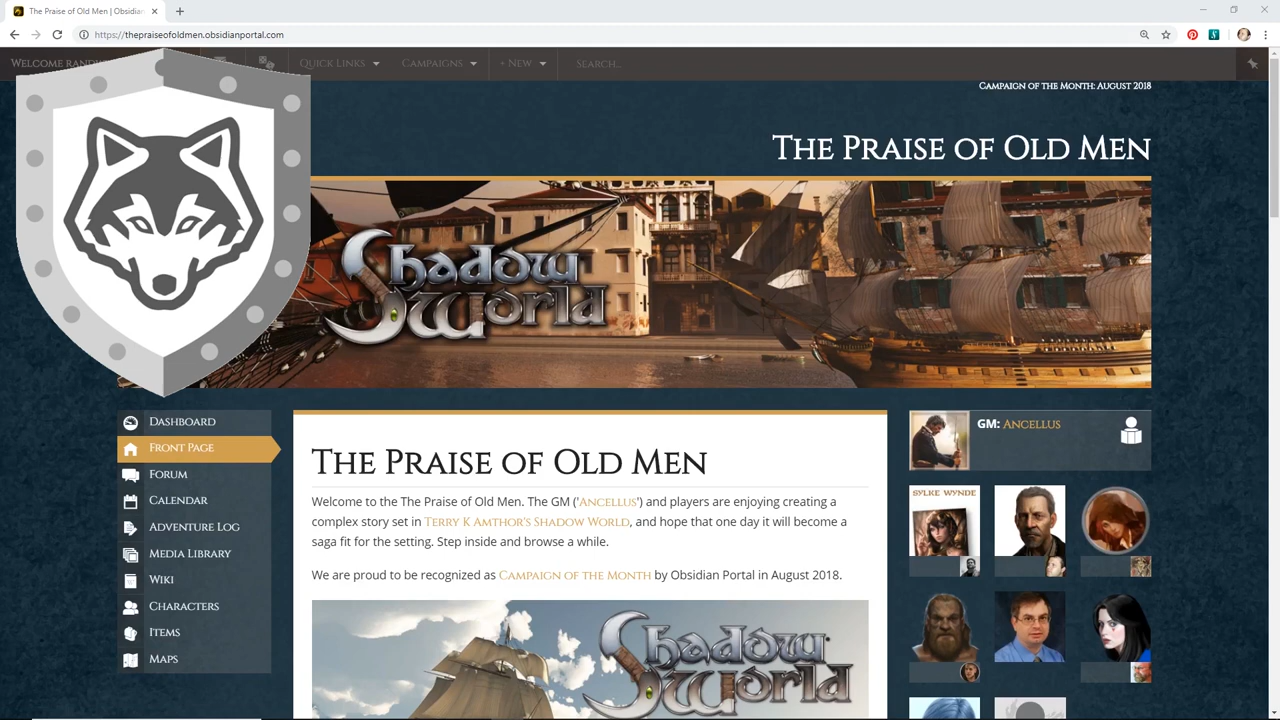 The Praise of Old Men | Obsidian
https://thepraiseofoldmen.obsidianportal.com
Quick Links
Campaigns
+ New
Search...
Campaign of the Month: August 2018
The Praise of Old Men
Shadow
World
Dashboard
Front Page
Forum
Calendar
Adventure Log
Media Library
Wiki
Characters
Items
Maps
The Praise of Old Men
Welcome to the The Praise of Old Men. The GM ('Ancellus') and players are enjoying creating a
complex story set in Terry K Amthor's Shadow World, and hope that one day it will become a
saga fit for the setting. Step inside and browse a while.
We are proud to be recognized as Campaign of the Month by Obsidian Portal in August 2018.
Shadow
World
GM: Ancellus
SYLKE WYNDE